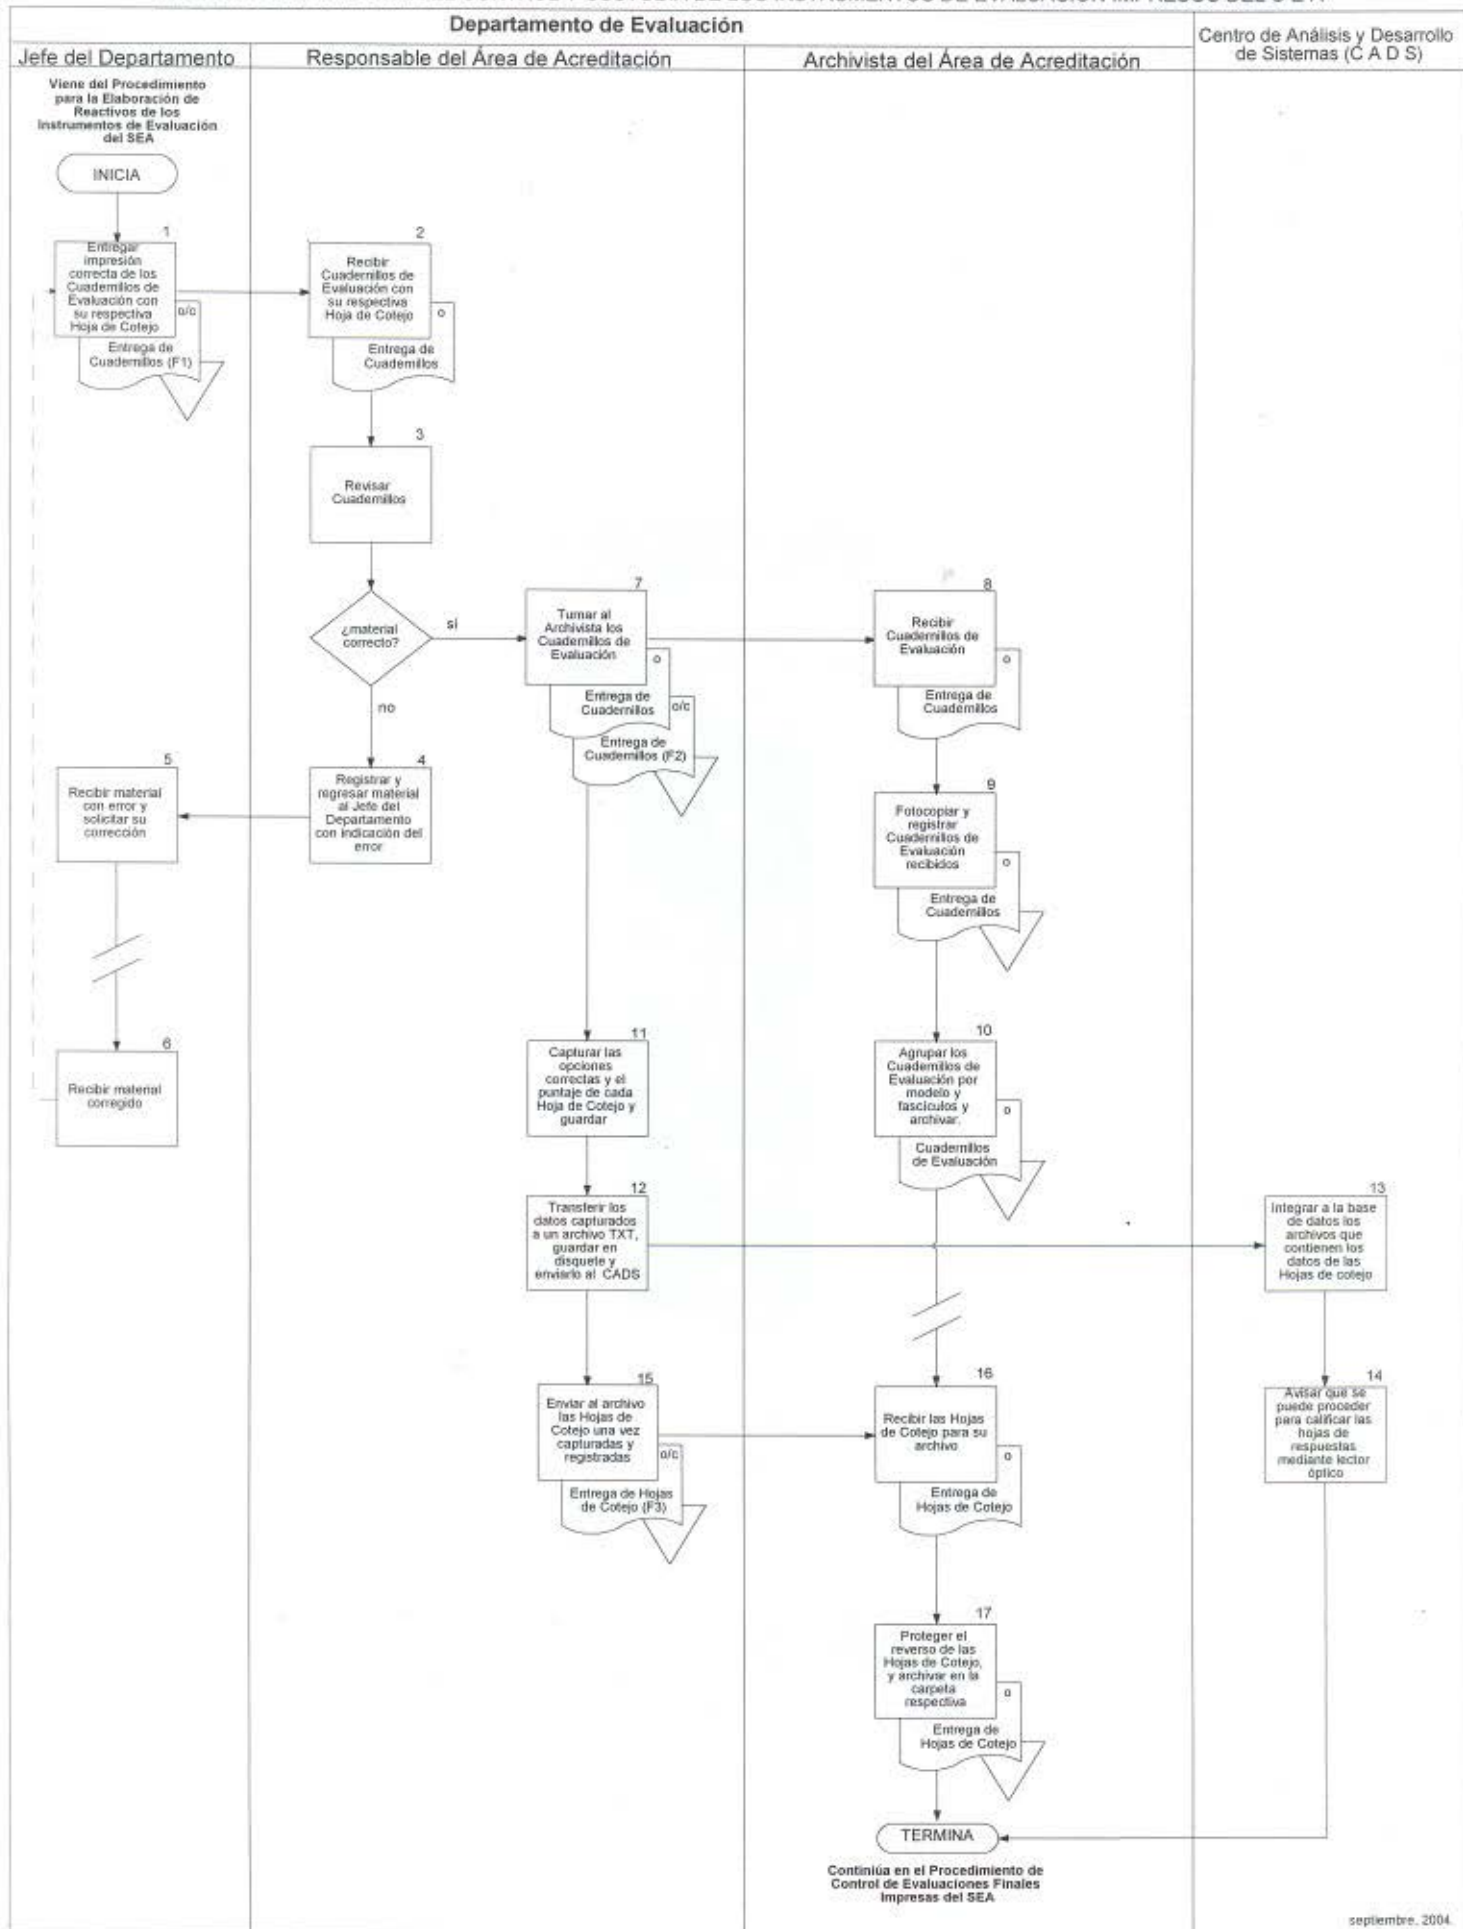 Departamento de Evaluación
Centro de Análisis y Desarrollo
de Sistemas (C A D S)
Jefe del Departamento
Responsable del Área de Acreditación
Archivista del Área de Acreditación
Viene del Procedimiento
para la Elaboración de
Reactivos de los
Instrumentos de Evaluación
del SEA
INICIA
1
Entregar
impresión
correcta de los
Cuadernillos de
Evaluación con
su respectiva
Hoja de Cotejo
o/c
Entrega de
Cuadernillos (F1)
2
Recibir
Cuadernillos de
Evaluación con
su respectiva
Hoja de Cotejo
o
Entrega de
Cuadernillos
3
Revisar
Cuadernillos
¿material
correcto?
si
no
7
Turnar al
Archivista los
Cuadernillos de
Evaluación
o
Entrega de
Cuadernillos
o/c
Entrega de
Cuadernillos (F2)
8
Recibir
Cuadernillos de
Evaluación
o
Entrega de
Cuadernillos
5
Recibir material
con error y
solicitar su
corrección
4
Registrar y
regresar material
al Jefe del
Departamento
con indicación del
error
9
Fotocopiar y
registrar
Cuadernillos de
Evaluación
recibidos
o
Entrega de
Cuadernillos
6
Recibir material
corregido
11
Capturar las
opciones
correctas y el
puntaje de cada
Hoja de Cotejo y
guardar
10
Agrupar los
Cuadernillos de
Evaluación por
modelo y
fascículos y
archivar.
o
Cuadernillos
de Evaluación
12
Transferir los
datos capturados
a un archivo TXT,
guardar en
disquete y
enviarlo al CADS
13
Integrar a la base
de datos los
archivos que
contienen los
datos de las
Hojas de cotejo
15
Enviar al archivo
las Hojas de
Cotejo una vez
capturadas y
registradas
o/c
Entrega de Hojas
de Cotejo (F3)
16
Recibir las Hojas
de Cotejo para su
archivo
o
Entrega de
Hojas de Cotejo
14
Avisar que se
puede proceder
para calificar las
hojas de
respuestas
mediante lector
óptico
17
Proteger el
reverso de las
Hojas de Cotejo,
y archivar en la
carpeta
respectiva
o
Entrega de
Hojas de Cotejo
TERMINA
Continúa en el Procedimiento de
Control de Evaluaciones Finales
Impresas del SEA
septiembre, 2004.